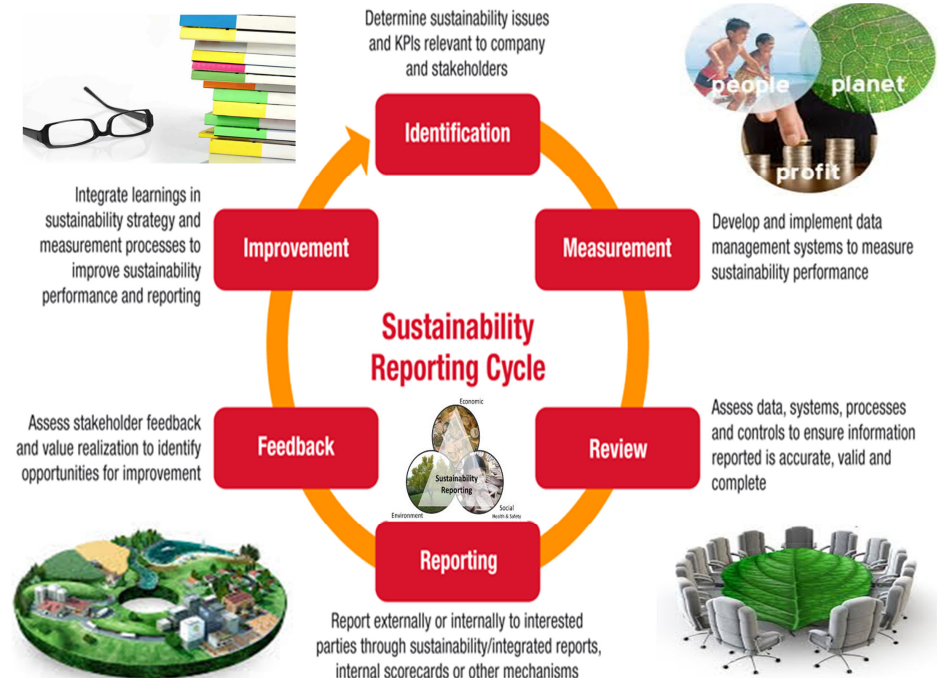 Determine sustainability issues
and KPIs relevant to company
and stakeholders
Identification
people
planet
profit
Measurement
Develop and implement data
management systems to measure
sustainability performance
Review
Assess data, systems, processes
and controls to ensure information
reported is accurate, valid and
complete
Reporting
Report externally or internally to interested
parties through sustainability/integrated reports,
internal scorecards or other mechanisms
Feedback
Assess stakeholder feedback
and value realization to identify
opportunities for improvement
Improvement
Integrate learnings in
sustainability strategy and
measurement processes to
improve sustainability
performance and reporting
Sustainability
Reporting Cycle
Economic
Sustainability
Reporting
Environment
Social
Health & Safety